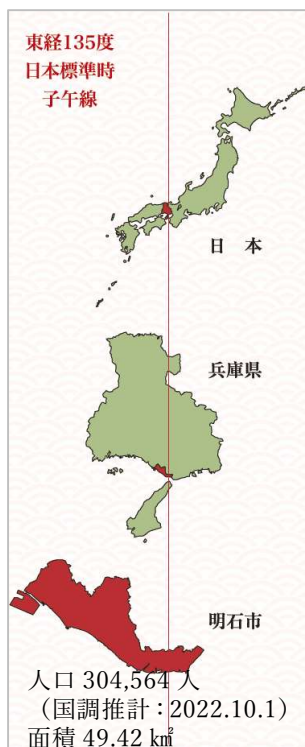 東経135度
日本標準時
子午線
日 本
兵庫県
明石市
人口 304,564 人
(国調推計：2022.10.1)
面積 49.42 ㎢